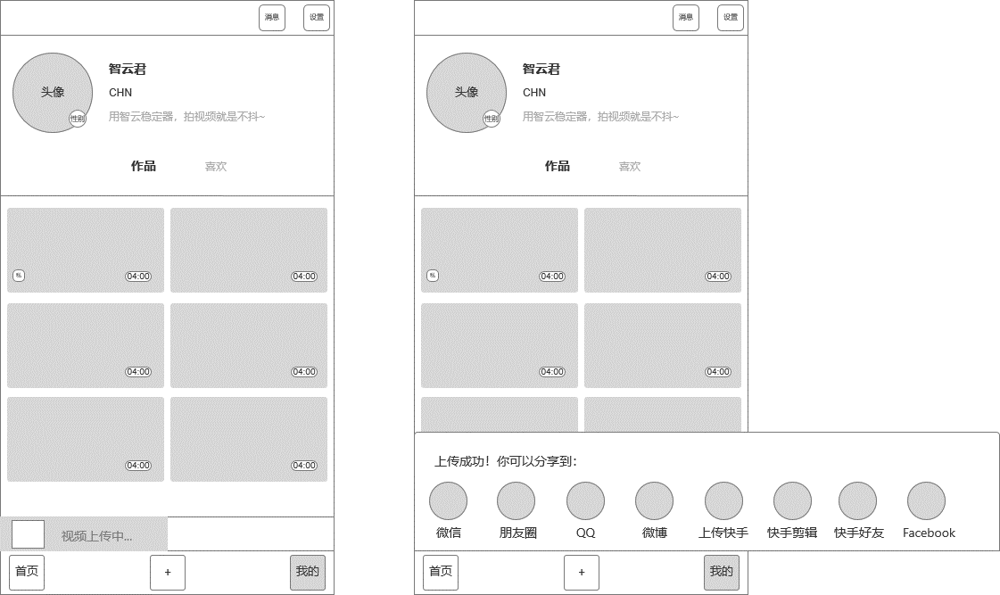 消息
设置
头像
性别
智云君
CHN
用智云稳定器，拍视频就是不抖~
作品
喜欢
私
04:00
04:00
04:00
04:00
04:00
04:00
视频上传中...
首页
+
我的
消息
设置
头像
性别
智云君
CHN
用智云稳定器，拍视频就是不抖~
作品
喜欢
私
04:00
04:00
04:00
04:00
上传成功！你可以分享到：
微信
朋友圈
QQ
微博
上传快手
快手剪辑
快手好友
Facebook
首页
+
我的